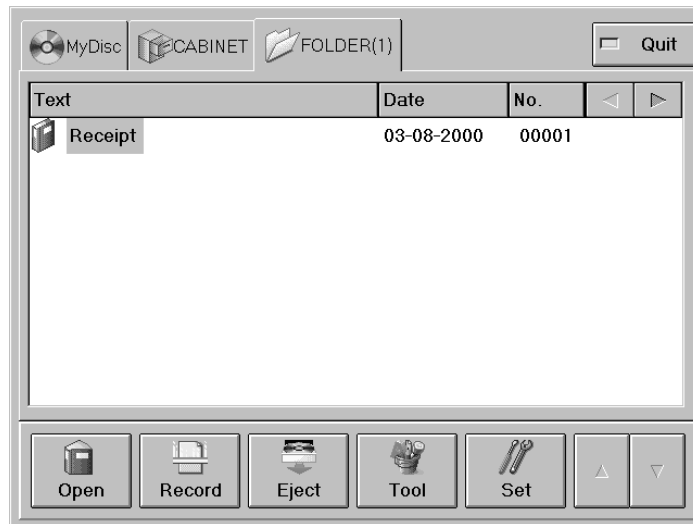 MyDisc CABINET FOLDER(1) Quit
Text Date No.
Receipt 03-08-2000 00001
Open Record Eject Tool Set